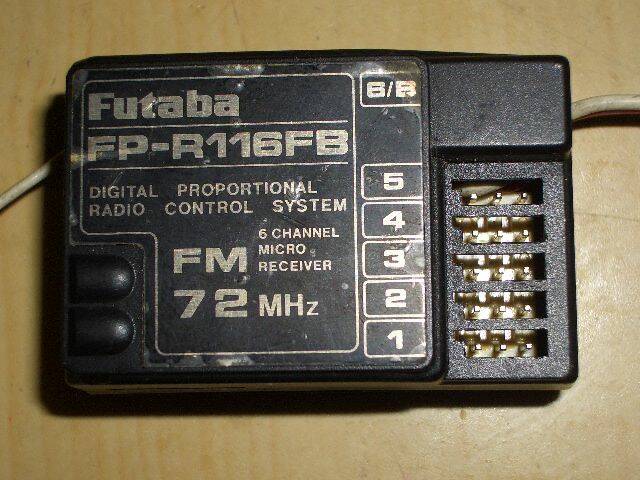 Futaba
FP-R116FB
DIGITAL PROPORTIONAL
RADIO CONTROL SYSTEM
FM
72 MHz
6 CHANNEL
MICRO
RECEIVER
6/B
5
4
3
2
1